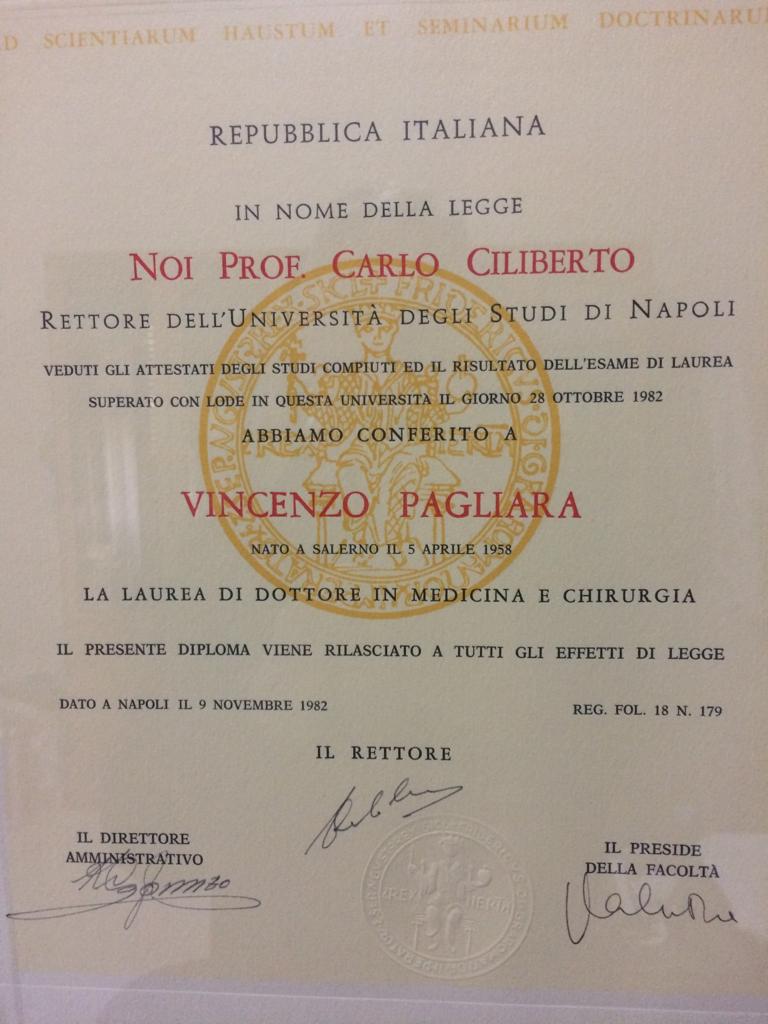 SCIENTIARUM HAUSTUM ET SEMINARIUM DOCTRINARU
REPUBBLICA ITALIANA
IN NOME DELLA LEGGE
NOI PROF. CARLO CILIBERTO
RETTORE DELL'UNIVERSITÀ DEGLI STUDI DI NAPOLI
VEDUTI GLI ATTESTATI DEGLI STUDI COMPIUTI ED IL RISULTATO DELL'ESAME DI LAUREA
SUPERATO CON LODE IN QUESTA UNIVERSITÀ IL GIORNO 28 OTTOBRE 1982
ABBIAMO CONFERITO A
VINCENZO PAGLIARA
NATO A SALERNO IL 5 APRILE 1958
LA LAUREA DI DOTTORE IN MEDICINA E CHIRURGIA
IL PRESENTE DIPLOMA VIENE RILASCIATO A TUTTI GLI EFFETTI DI LEGGE
DATO A NAPOLI IL 9 NOVEMBRE 1982
REG. FOL. 18 N. 179
IL RETTORE
IL DIRETTORE
AMMINISTRATIVO
IL PRESIDE
DELLA FACOLTÀ